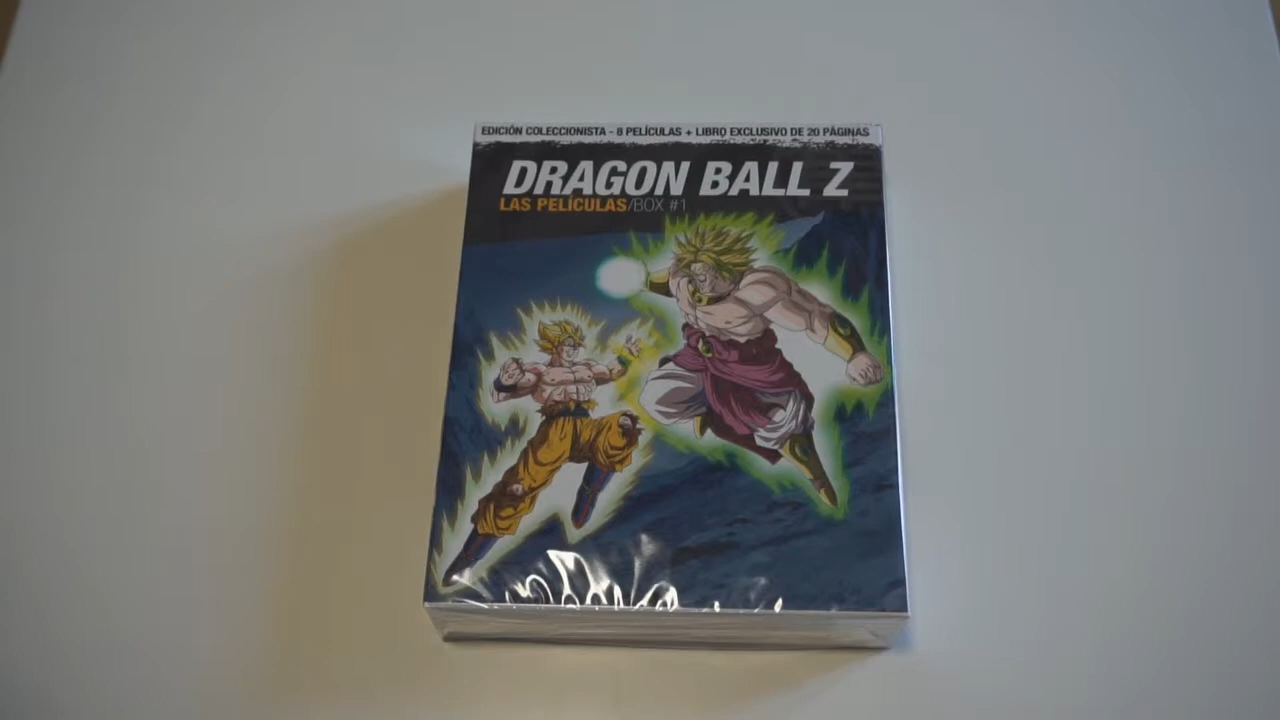 EDICIÓN COLECCIONISTA - 8 PELÍCULAS + LIBRO EXCLUSIVO DE 20 PÁGINAS
DRAGON BALL Z
LAS PELÍCULAS/BOX #1